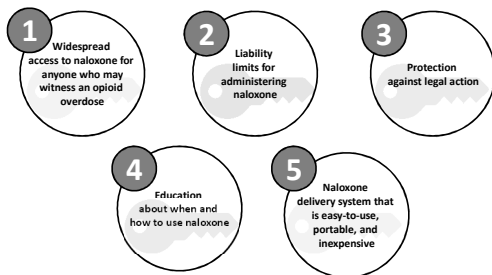 1
Widespread
access to naloxone for
anyone who may
witness an opioid
overdose
2
Liability
limits for
administering
naloxone
3
Protection
against legal action
4
Education
about when and
how to use naloxone
5
Naloxone
delivery system that
is easy-to-use,
portable, and
inexpensive